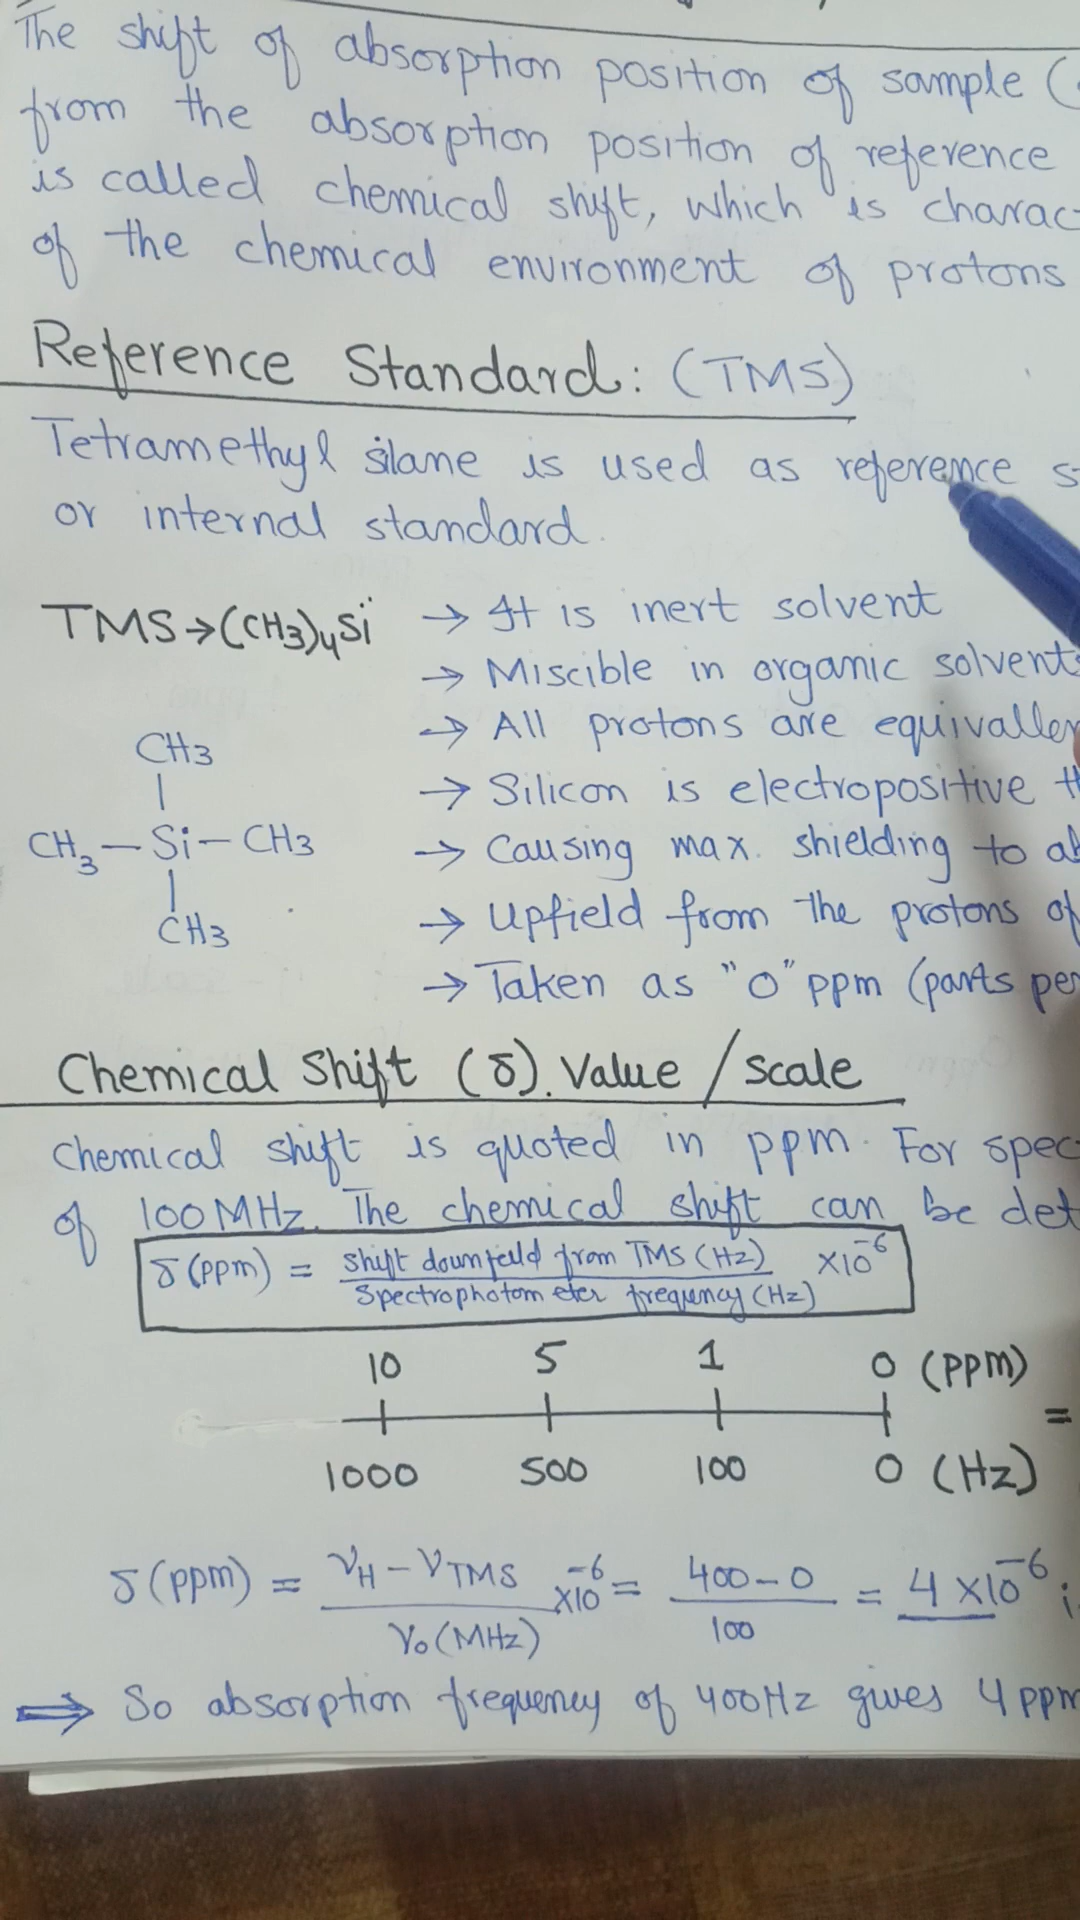 The shift of absorption position of sample (
from the absorption position of reference
is called chemical shift, which is charac
of the chemical environment of protons
Reference Standard: (TMS)
Tetramethyl silane is used as reference s
or internal standard.
TMS→(CH3)4Si → It is inert solvent
→ Miscible in organic solvents
→ All protons are equivallen
→ Silicon is electropositive th
→ Causing max. shielding to al
→ Upfield from the protons of
→ Taken as "0" ppm (parts per
CH3
|
CH3 — Si — CH3
|
CH3
Chemical Shift (δ). Value / Scale
Chemical shift is quoted in ppm. For spec
of 100MHz. The chemical shift can be det
δ(ppm) = Shift downfeild from TMS (Hz) / Spectrophotometer frequency (Hz) ×10⁻⁶
10 5 1 0 (ppm)
=
1000 500 100 0 (Hz)
δ(ppm) = νH − νTMS / ν₀(MHz) ×10⁻⁶ = 400−0 / 100 = 4 ×10⁻⁶ i.
⇒ So absorption frequency of 400Hz gives 4 ppm